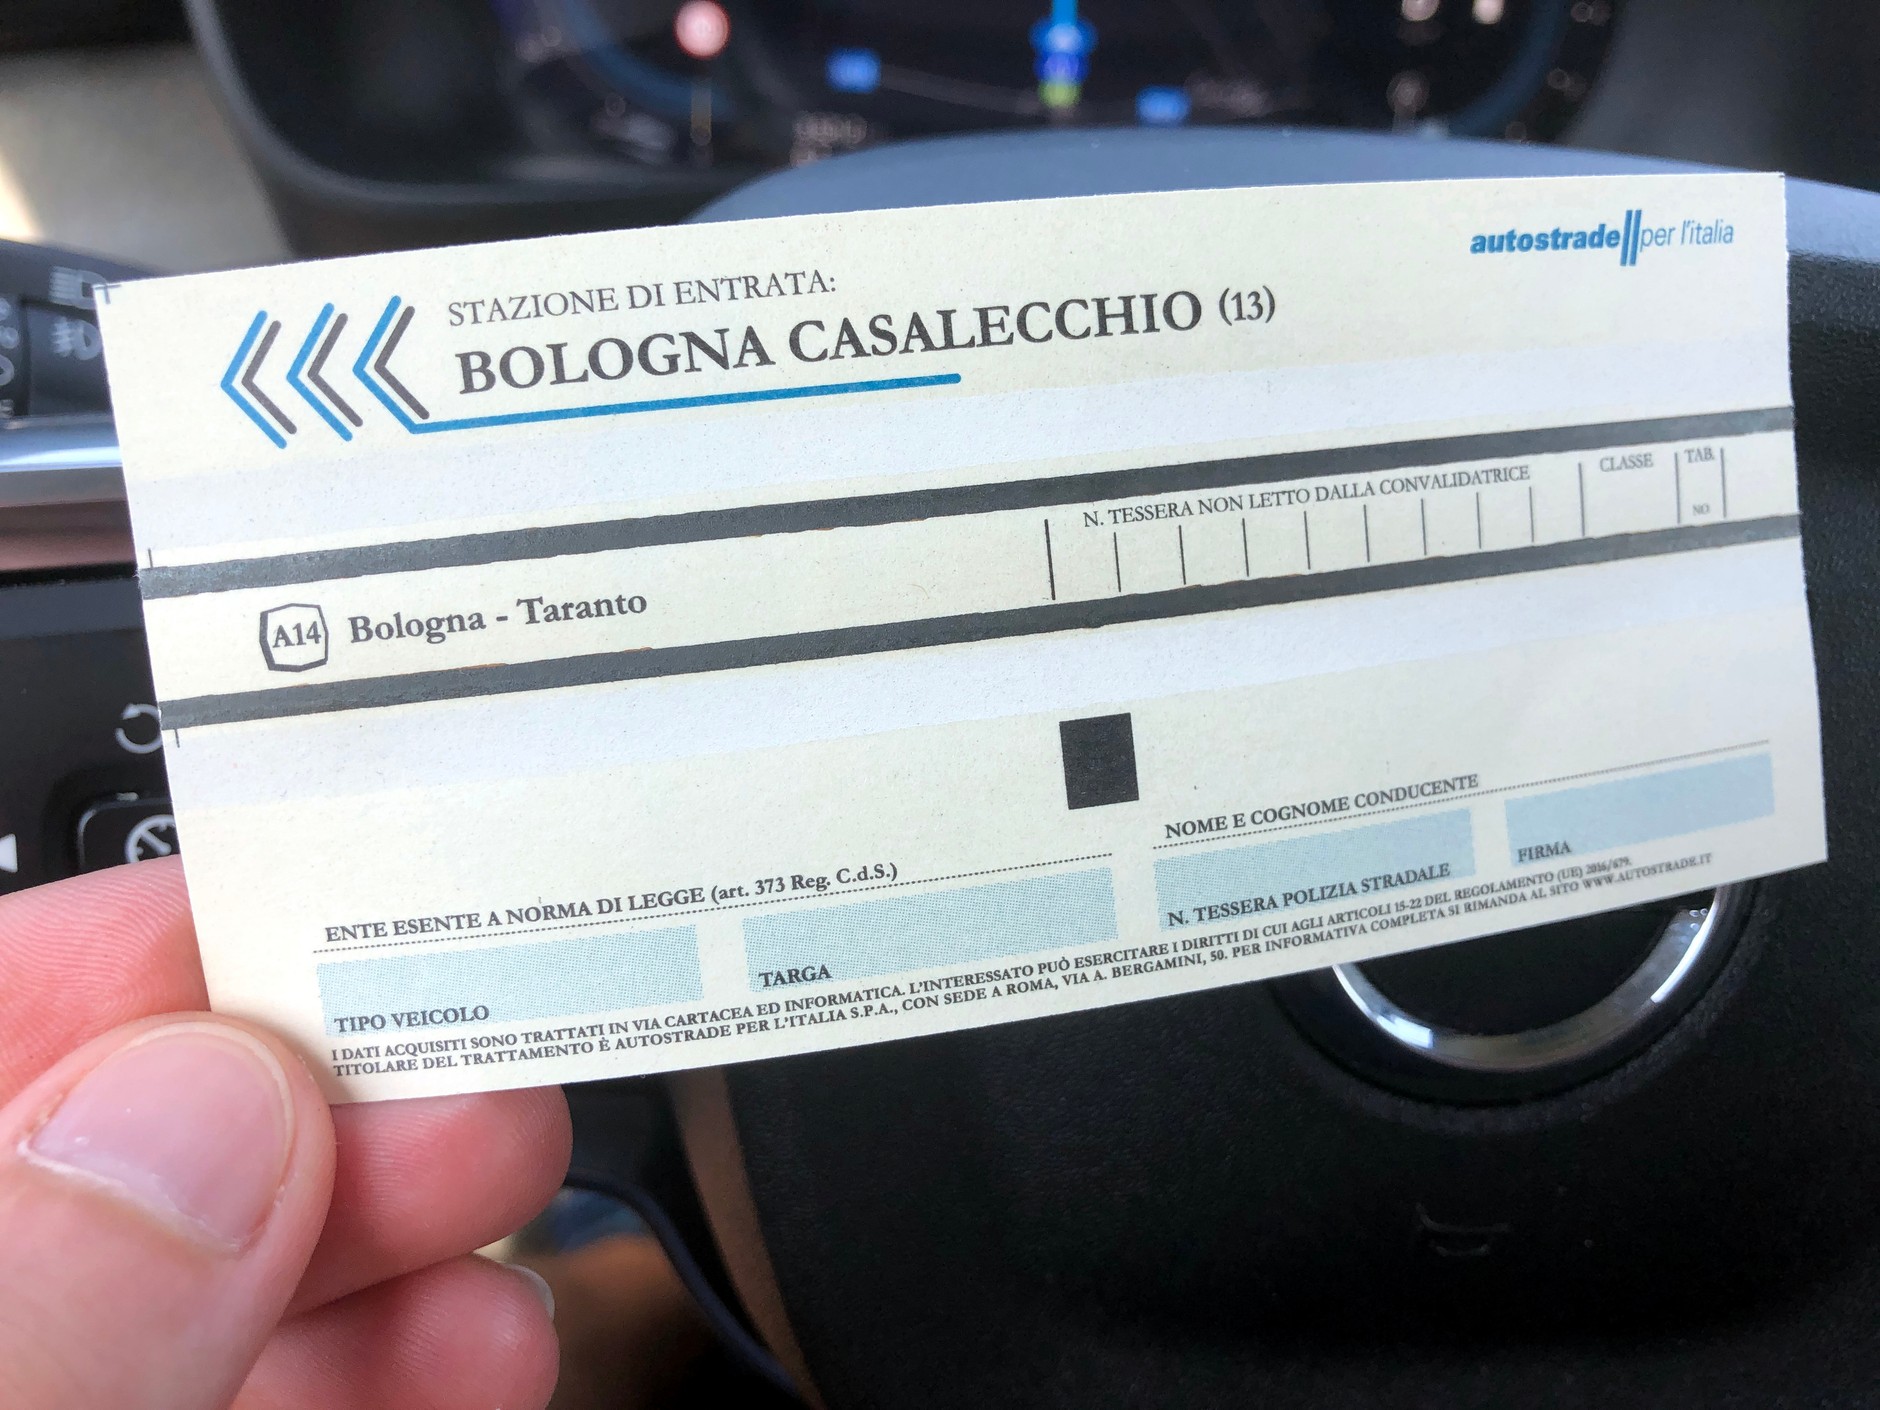 autostrade per l'italia
STAZIONE DI ENTRATA:
BOLOGNA CASALECCHIO (13)
N. TESSERA NON LETTO DALLA CONVALIDATRICE
CLASSE
TAB.
NO
A14 Bologna - Taranto
NOME E COGNOME CONDUCENTE
ENTE ESENTE A NORMA DI LEGGE (art. 373 Reg. C.d.S.)
TIPO VEICOLO
TARGA
N. TESSERA POLIZIA STRADALE
FIRMA
I DATI ACQUISITI SONO TRATTATI IN VIA CARTACEA ED INFORMATICA. L'INTERESSATO PUÒ ESERCITARE I DIRITTI DI CUI AGLI ARTICOLI 15-22 DEL REGOLAMENTO (UE) 2016/679.
TITOLARE DEL TRATTAMENTO È AUTOSTRADE PER L'ITALIA S.P.A., CON SEDE A ROMA, VIA A. BERGAMINI, 50. PER INFORMATIVA COMPLETA SI RIMANDA AL SITO WWW.AUTOSTRADE.IT